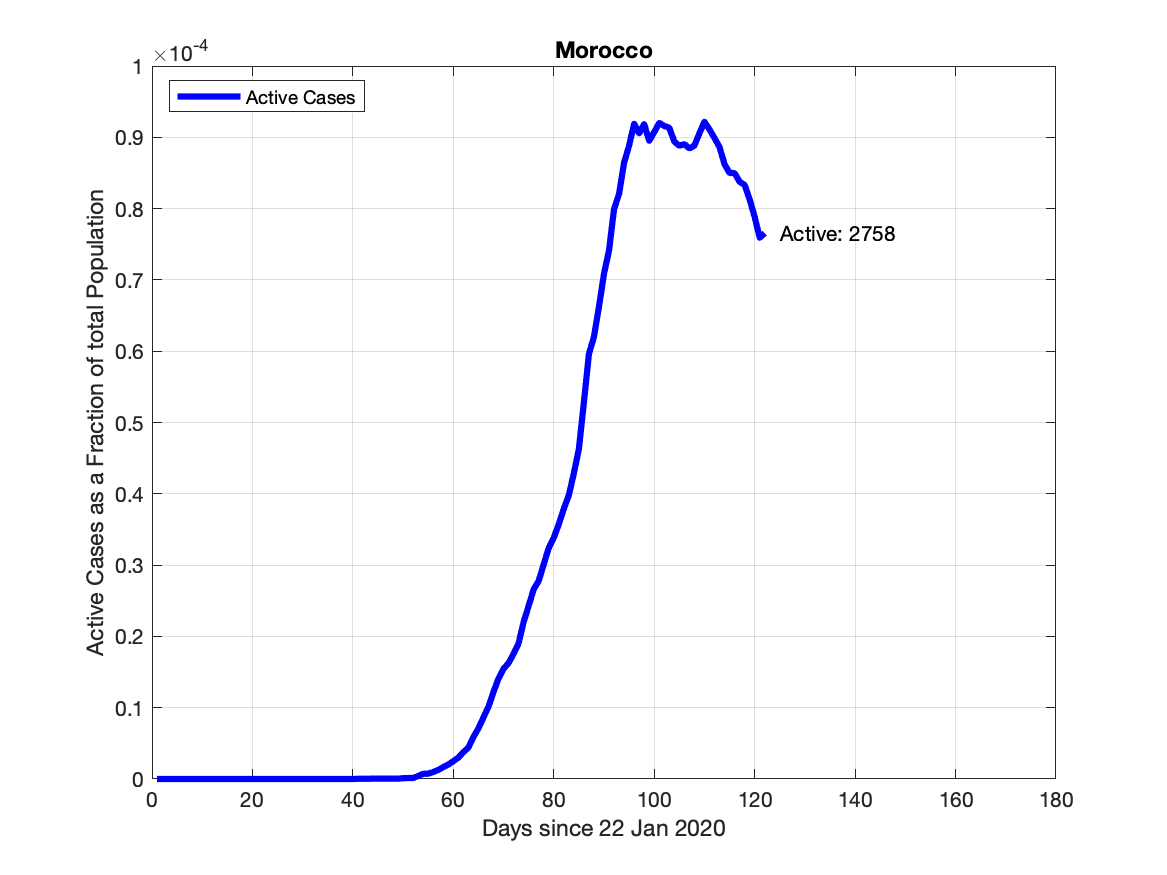 Morocco
×10-4
Active Cases
1
0.9
0.8
0.7
0.6
0.5
0.4
0.3
0.2
0.1
0
Active Cases as a Fraction of total Population
Active: 2758
0 20 40 60 80 100 120 140 160 180
Days since 22 Jan 2020